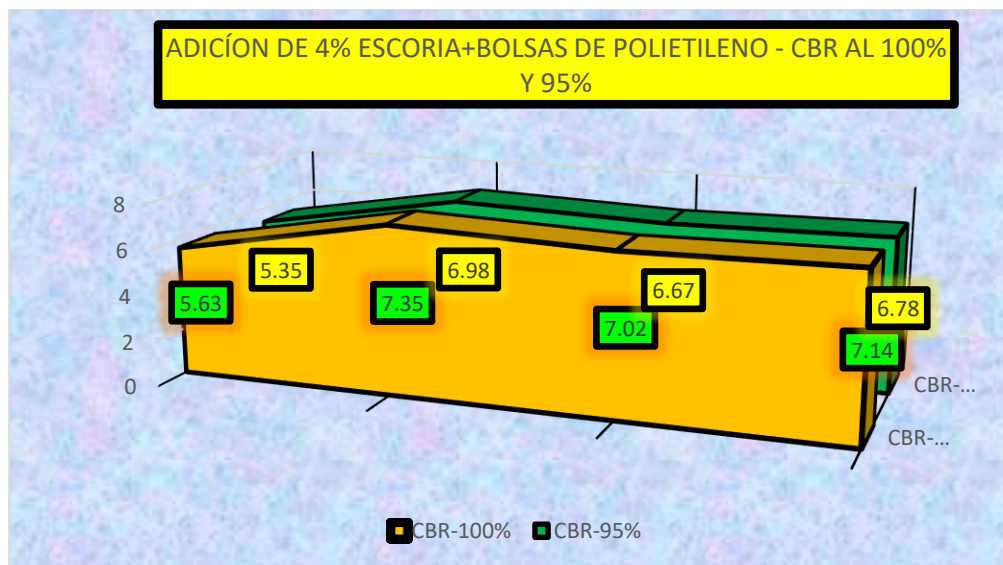 ADICÍON DE 4% ESCORIA+BOLSAS DE POLIETILENO - CBR AL 100%
Y 95%
8
6
4
2
0
5.35
6.98
6.67
6.78
5.63
7.35
7.02
7.14
CBR-...
CBR-...
CBR-100%
CBR-95%